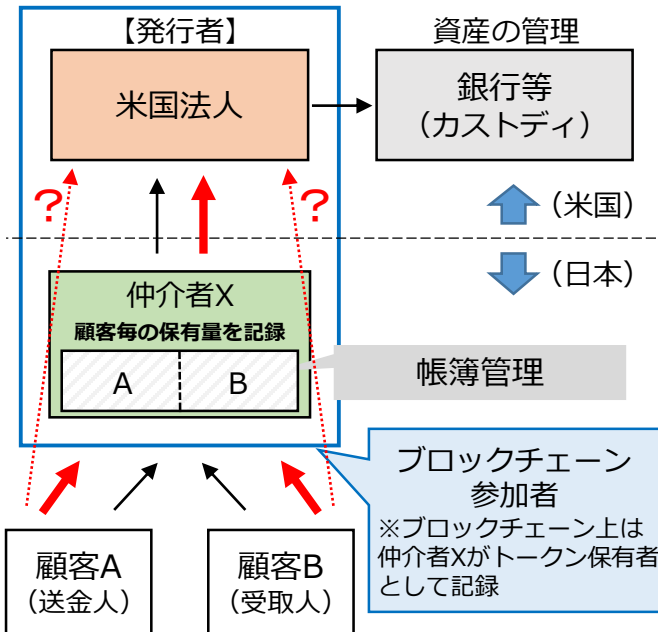 【発行者】
資産の管理
米国法人
銀行等
（カストディ）
？
？
（米国）
（日本）
仲介者X
顧客毎の保有量を記録
A
B
帳簿管理
ブロックチェーン
参加者
※ブロックチェーン上は
仲介者Xがトークン保有者
として記録
顧客A
（送金人）
顧客B
（受取人）